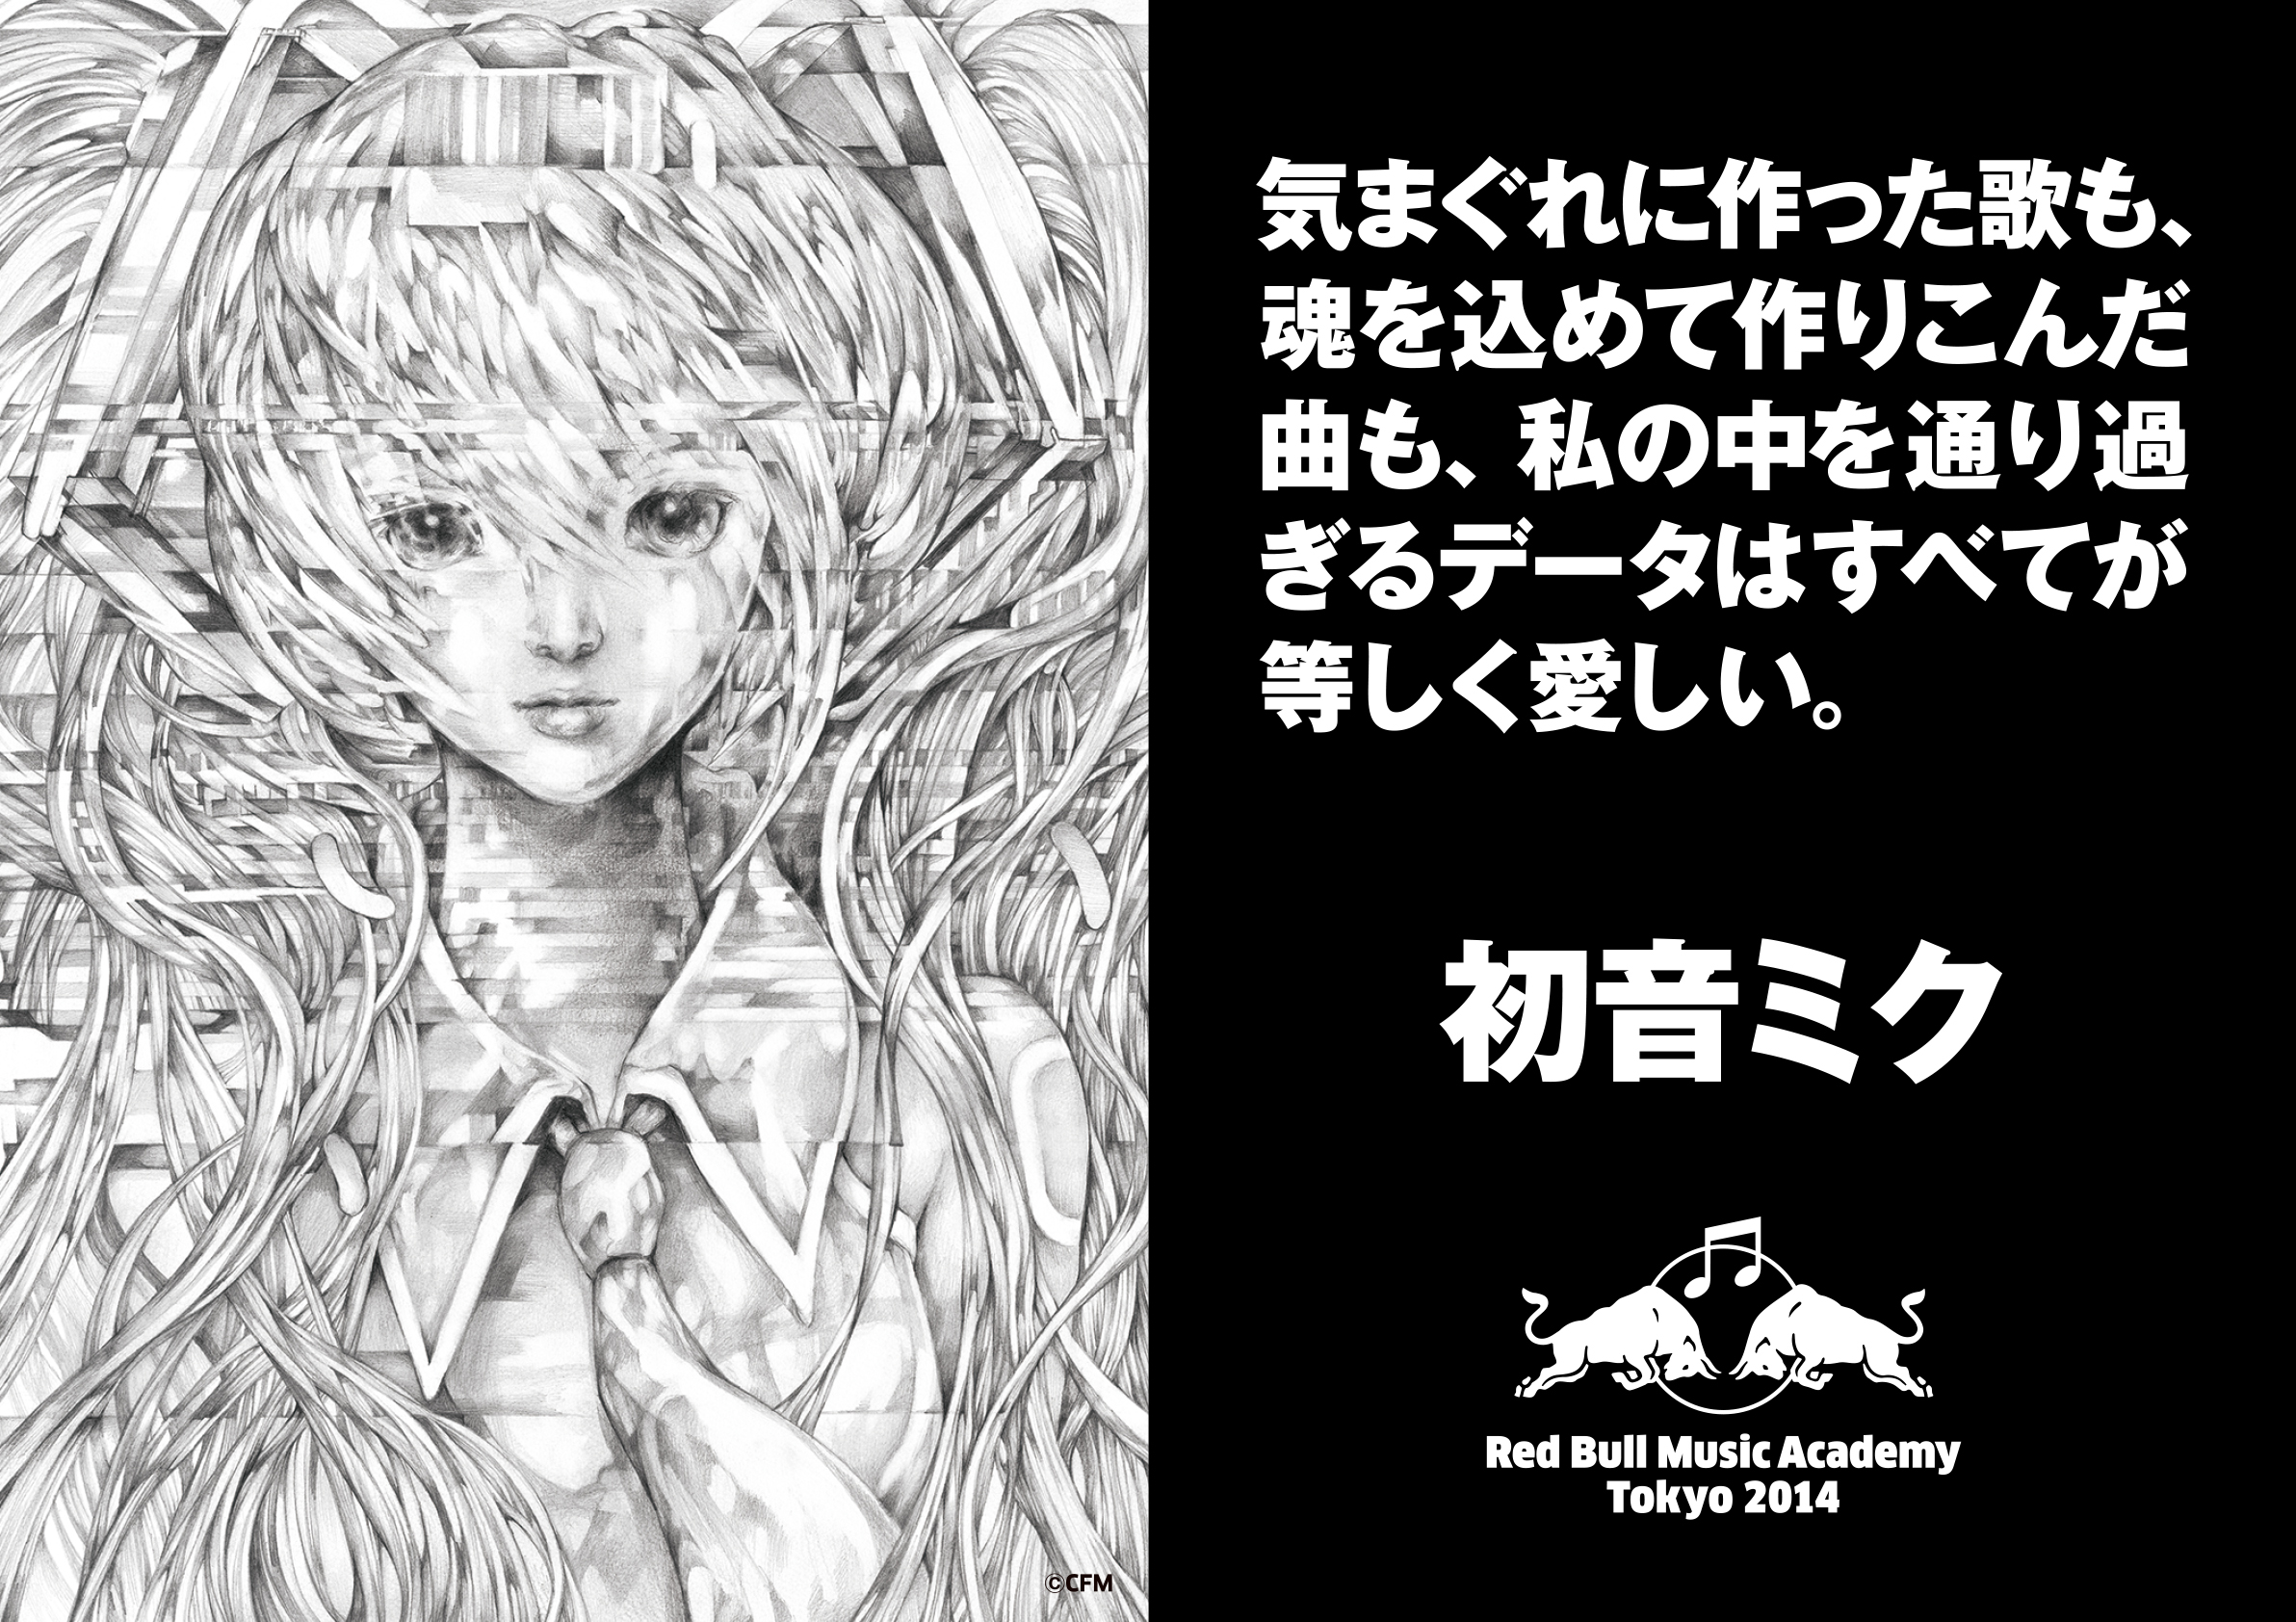 気まぐれに作った歌も、
魂を込めて作りこんだ
曲も、私の中を通り過
ぎるデータはすべてが
等しく愛しい。
初音ミク
Red Bull Music Academy
Tokyo 2014
©CFM